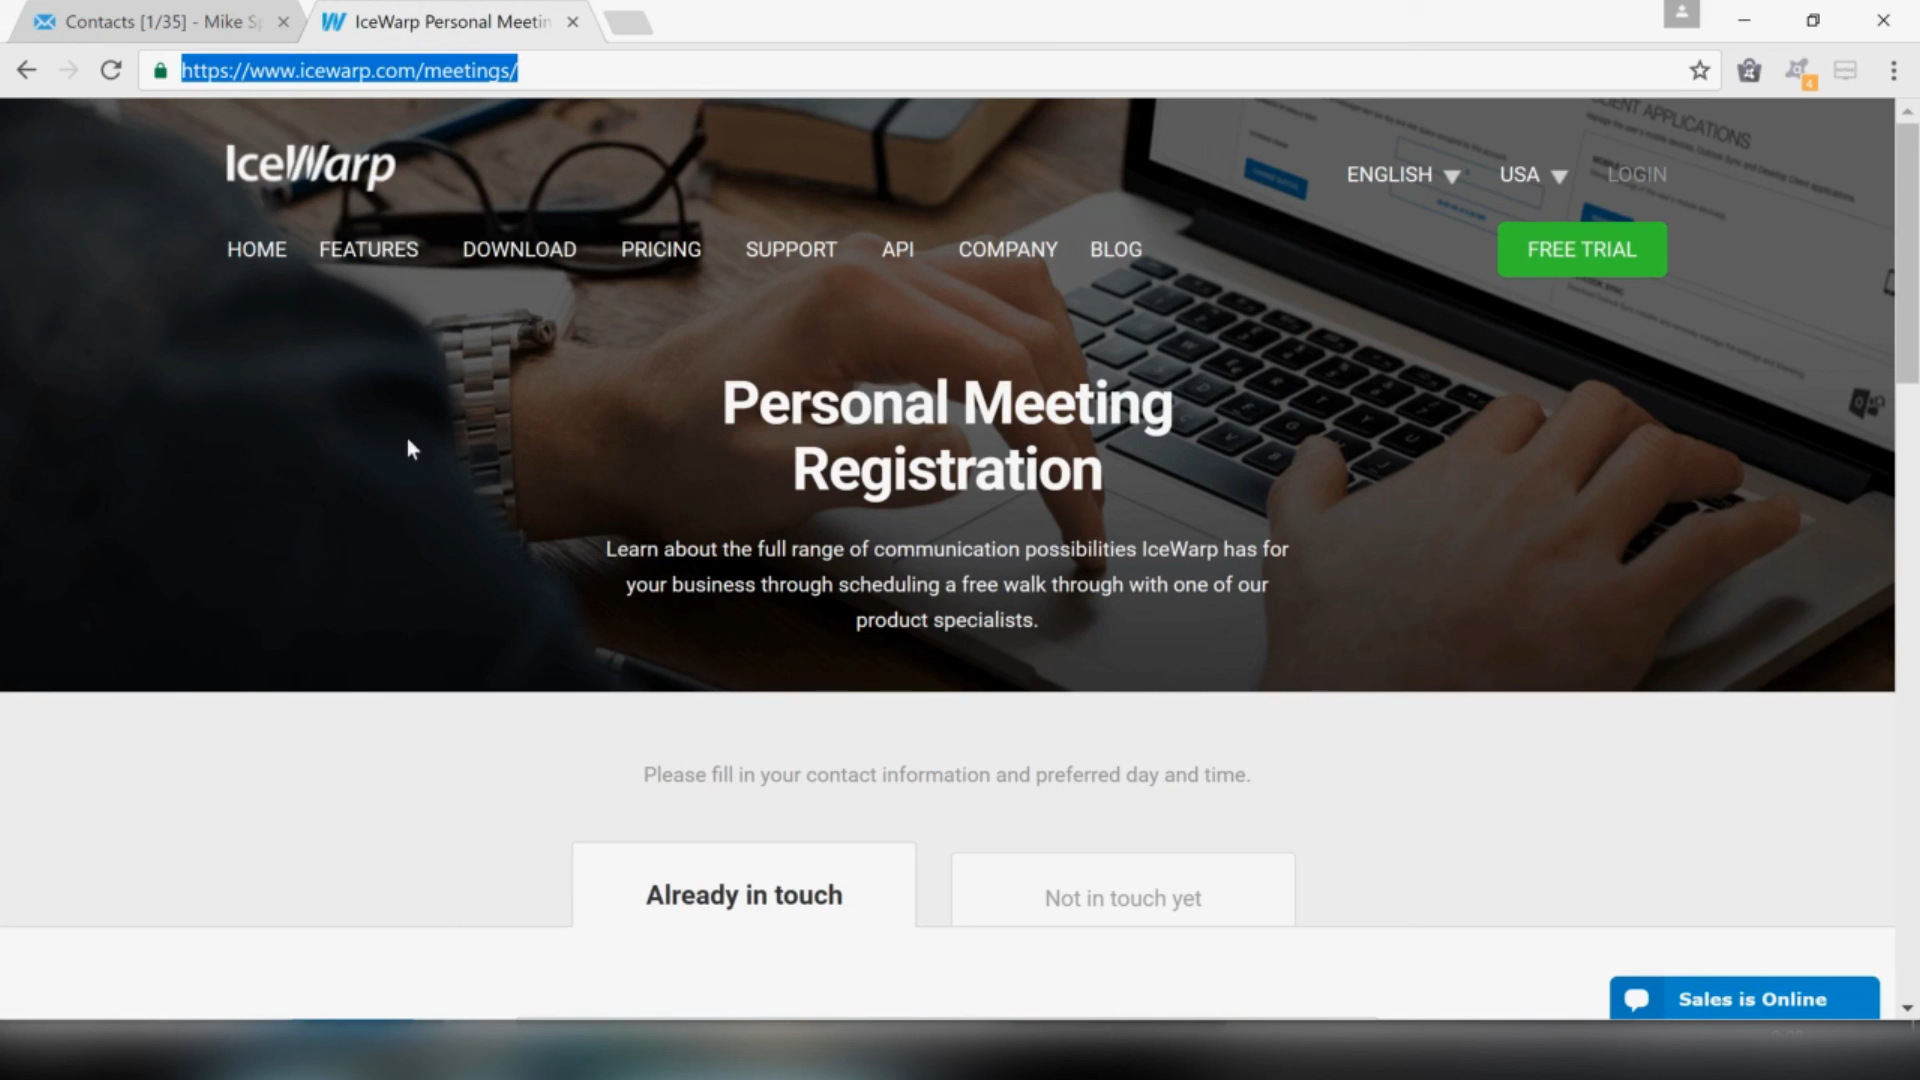 Contacts [1/35] - Mike S
IceWarp Personal Meetin
https://www.icewarp.com/meetings/
4
IceWarp
ENGLISH
USA
LOGIN
HOME
FEATURES
DOWNLOAD
PRICING
SUPPORT
API
COMPANY
BLOG
FREE TRIAL
Personal Meeting
Registration
Learn about the full range of communication possibilities IceWarp has for
your business through scheduling a free walk through with one of our
product specialists.
Please fill in your contact information and preferred day and time.
Already in touch
Not in touch yet
Sales is Online